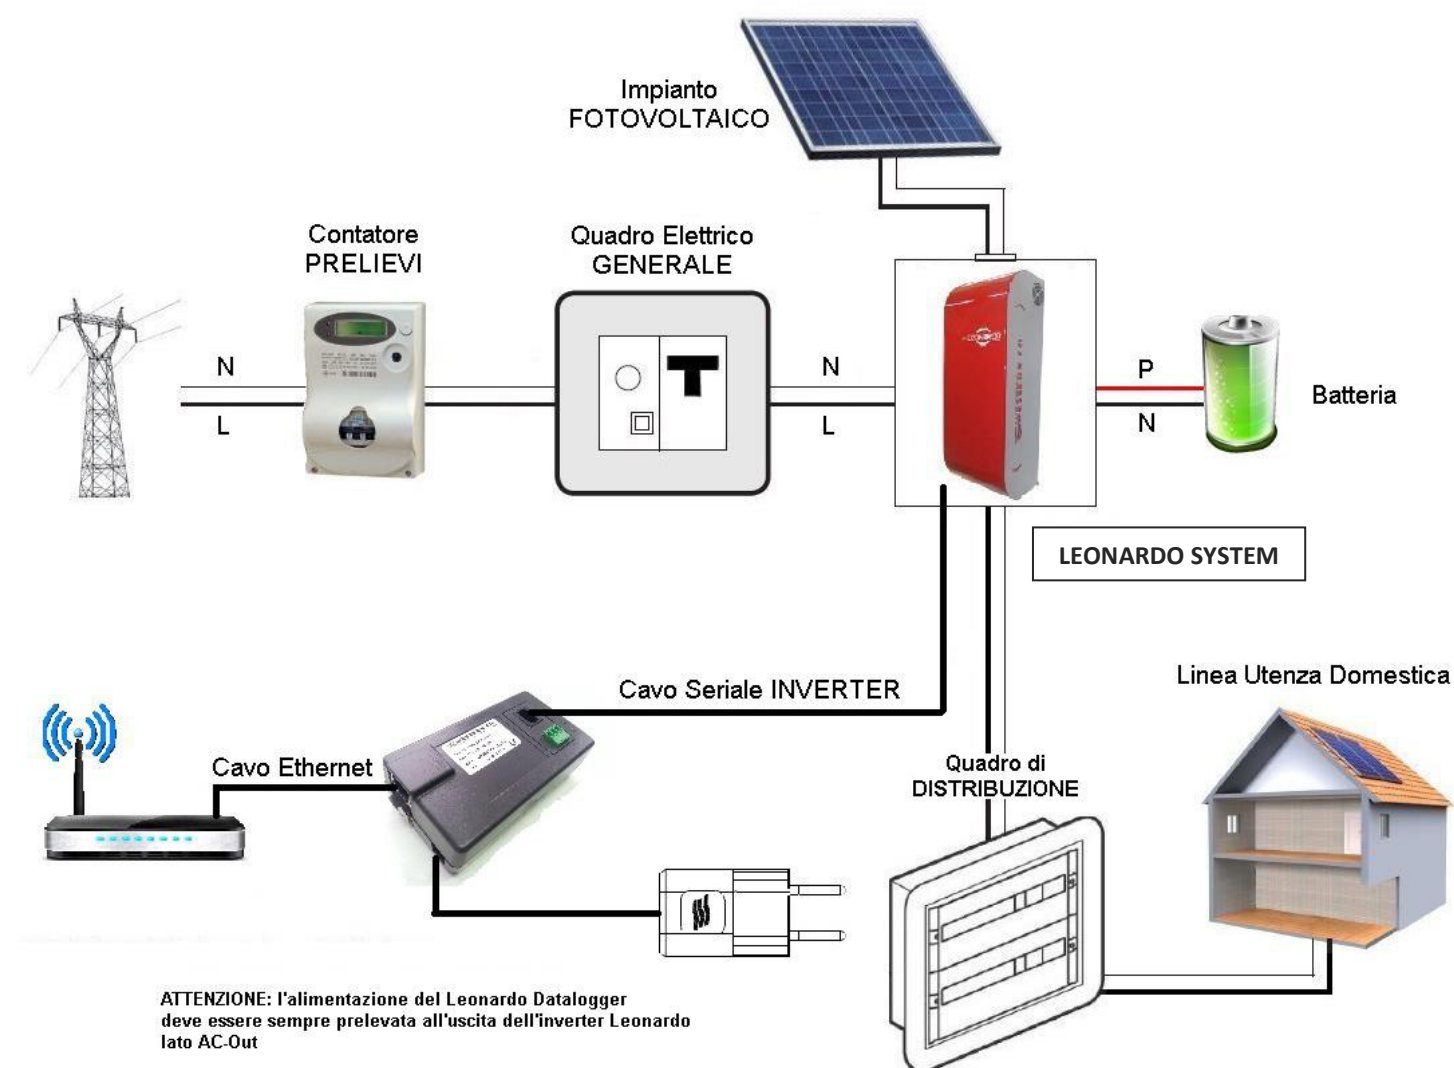 Impianto
FOTOVOLTAICO
Contatore
PRELIEVI
Quadro Elettrico
GENERALE
N
L
N
L
P
N
Batteria
LEONARDO SYSTEM
Cavo Seriale INVERTER
Linea Utenza Domestica
Cavo Ethernet
Quadro di
DISTRIBUZIONE
ATTENZIONE: l'alimentazione del Leonardo Datalogger
deve essere sempre prelevata all'uscita dell'inverter Leonardo
lato AC-Out